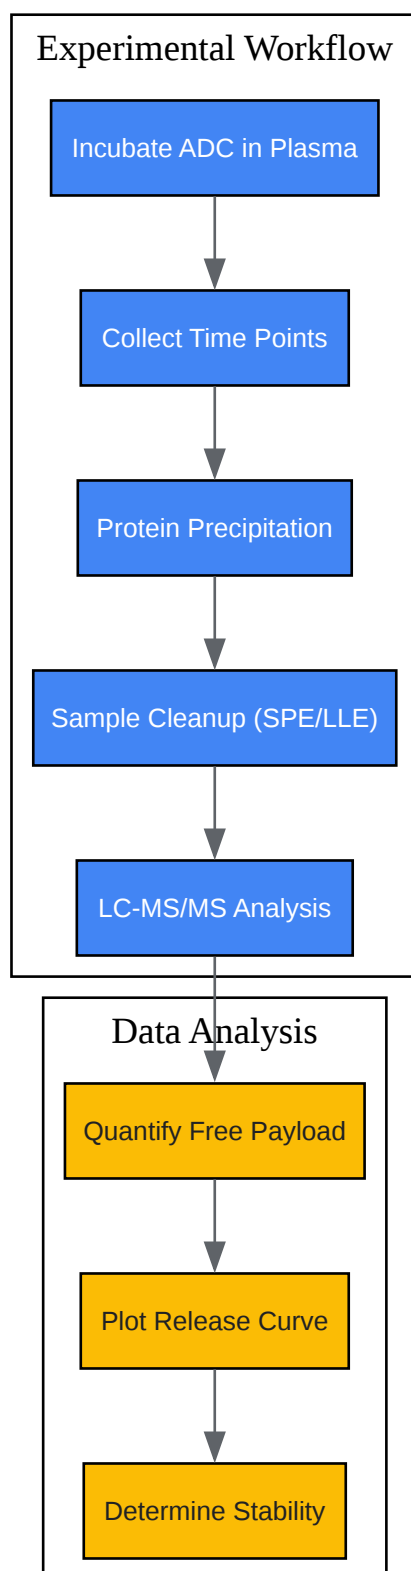 Experimental Workflow
Incubate ADC in Plasma
Collect Time Points
Protein Precipitation
Sample Cleanup (SPE/LLE)
LC-MS/MS Analysis
Data Analysis
Quantify Free Payload
Plot Release Curve
Determine Stability